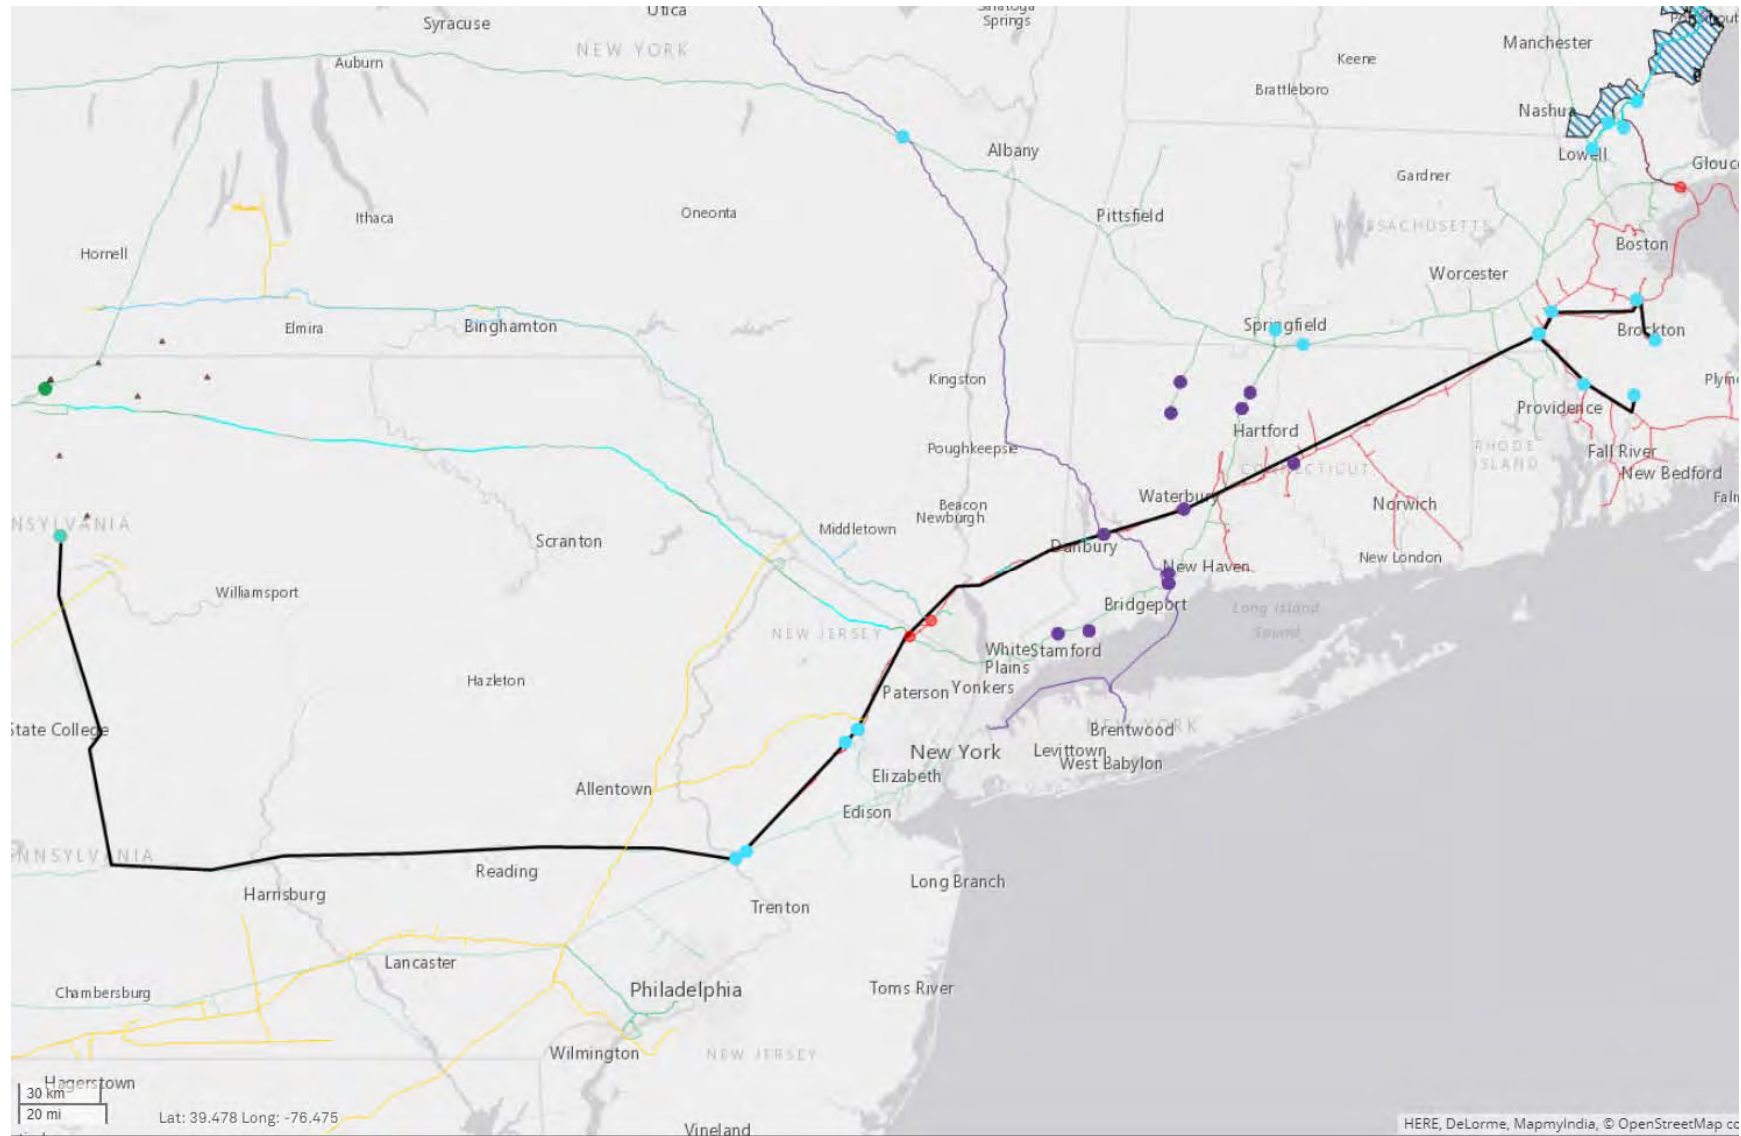 Utica
Syracuse
Springs
NEW YORK
Manchester
Auburn
Keene
Brattleboro
Nashua
Albany
Lowell
Glouc
Gardner
Ithaca
Oneonta
Pittsfield
MASSACHUSETTS
Boston
Hornell
Worcester
Elmira
Binghamton
Springfield
Brockton
Kingston
Plym
Providence
Hartford
Poughkeepsie
RHODE
ISLAND
Fall River
CONNECTICUT
New Bedford
Waterbury
Falm
Beacon
Newburgh
Norwich
NSYLVANIA
Middletown
Scranton
Danbury
New London
New Haven
Williamsport
Bridgeport
Long Island
Sound
NEW JERSEY
White
Plains
Stamford
Hazleton
Paterson
Yonkers
State College
NEW YORK
Brentwood
New York
Levittown
West Babylon
Elizabeth
Allentown
Edison
NNSYLVANIA
Reading
Long Branch
Harrisburg
Trenton
Lancaster
Philadelphia
Toms River
Chambersburg
Wilmington
NEW JERSEY
Hagerstown
30 km
20 mi
Lat: 39.478 Long: -76.475
HERE, DeLorme, MapmyIndia, © OpenStreetMap co
Vineland